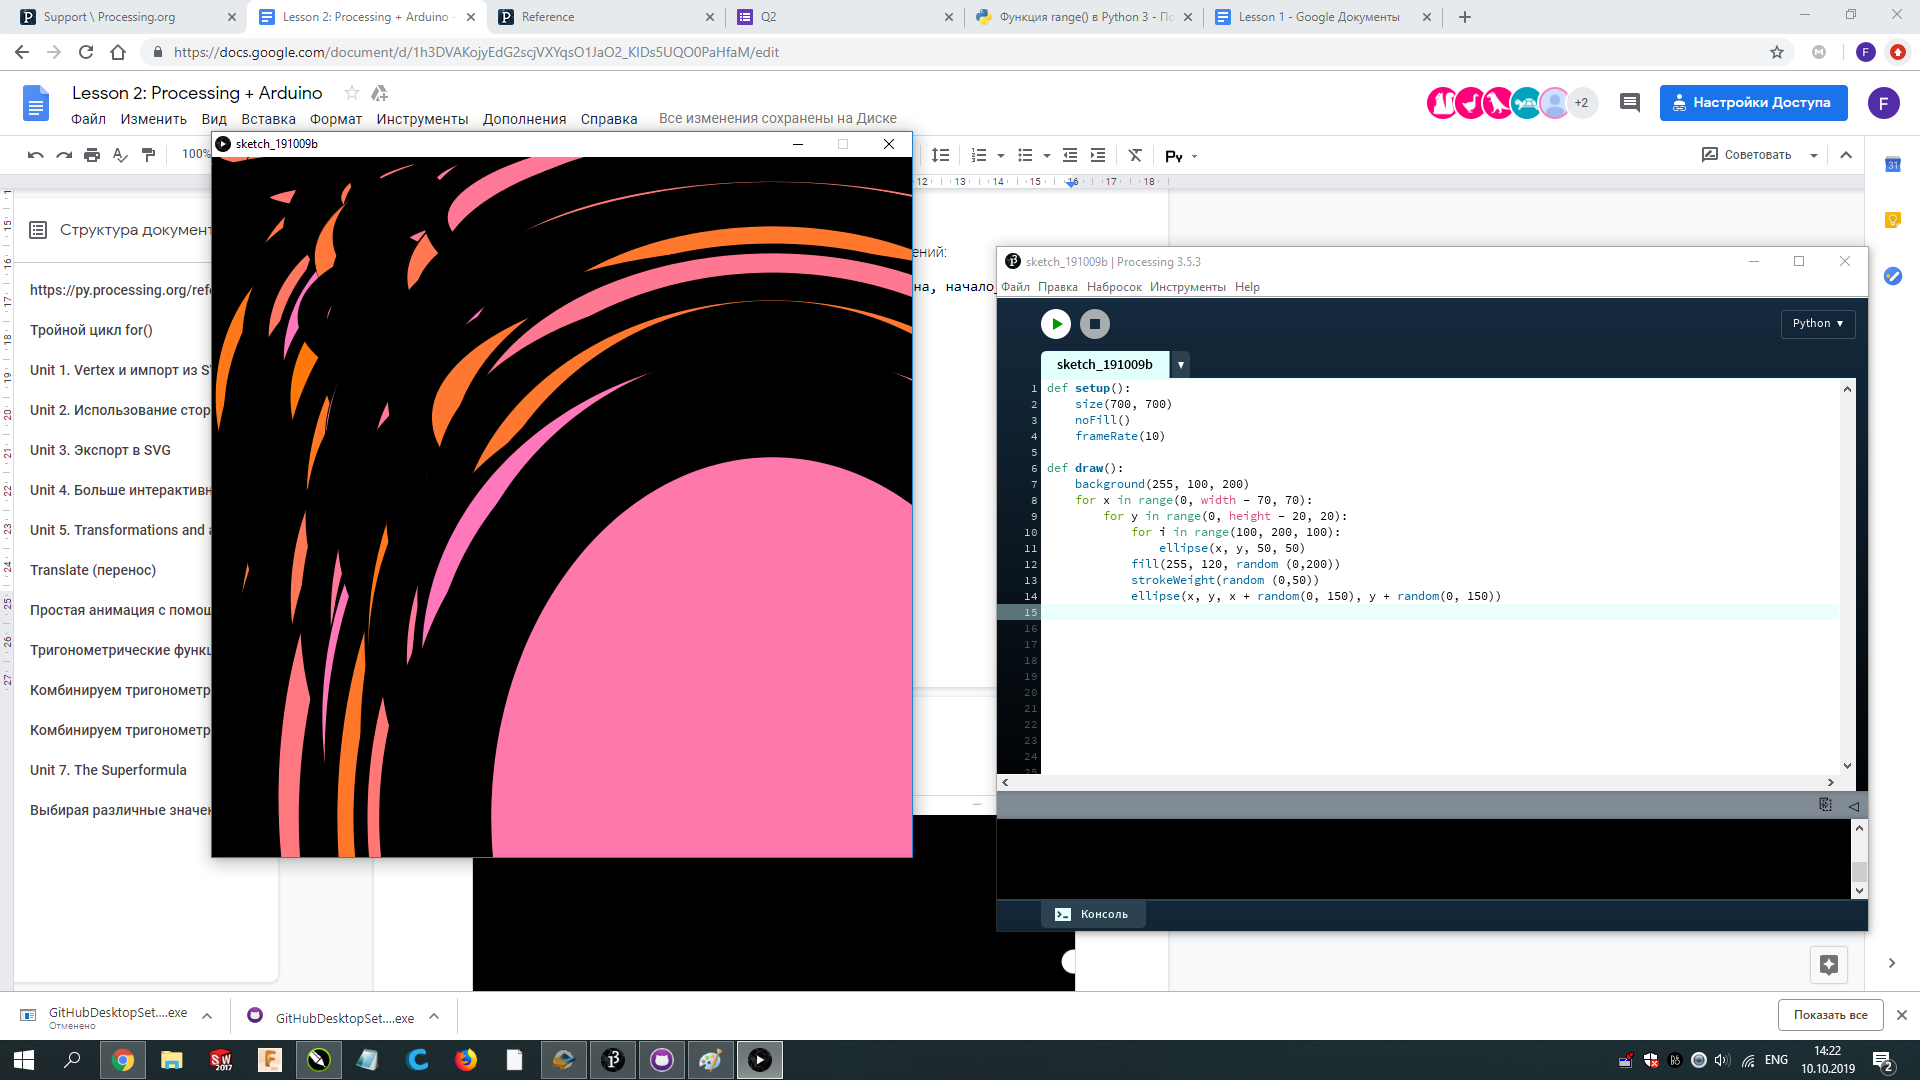 Support \ Processing.org
Lesson 2: Processing + Arduino -
Reference
Q2
Функция range() в Python 3 - По
Lesson 1 - Google Документы
https://docs.google.com/document/d/1h3DVAKojyEdG2scjVXYqsO1JaO2_KIDs5UQO0PaHfaM/edit
Lesson 2: Processing + Arduino
Файл Изменить Вид Вставка Формат Инструменты Дополнения Справка Все изменения сохранены на Диске
+2
Настройки Доступа
F
100%
Советовать
12 13 14 15 16 17 18
sketch_191009b
Структура документ
https://py.processing.org/refe
Тройной цикл for()
Unit 1. Vertex и импорт из S
Unit 2. Использование стор
Unit 3. Экспорт в SVG
Unit 4. Больше интерактивн
Unit 5. Transformations and a
Translate (перенос)
Простая анимация с помощ
Тригонометрические функц
Комбинируем тригонометр
Комбинируем тригонометр
Unit 7. The Superformula
Выбирая различные значен
ений:
на, начало
sketch_191009b | Processing 3.5.3
Файл Правка Набросок Инструменты Help
Python
sketch_191009b
1 def setup():
2 size(700, 700)
3 noFill()
4 frameRate(10)
5
6 def draw():
7 background(255, 100, 200)
8 for x in range(0, width - 70, 70):
9 for y in range(0, height - 20, 20):
10 for i in range(100, 200, 100):
11 ellipse(x, y, 50, 50)
12 fill(255, 120, random (0,200))
13 strokeWeight(random (0,50))
14 ellipse(x, y, x + random(0, 150), y + random(0, 150))
15
16
17
18
19
20
21
22
23
24
25
Консоль
GitHubDesktopSet....exe
Отменено
GitHubDesktopSet....exe
Показать все
ENG
14:22
10.10.2019
2